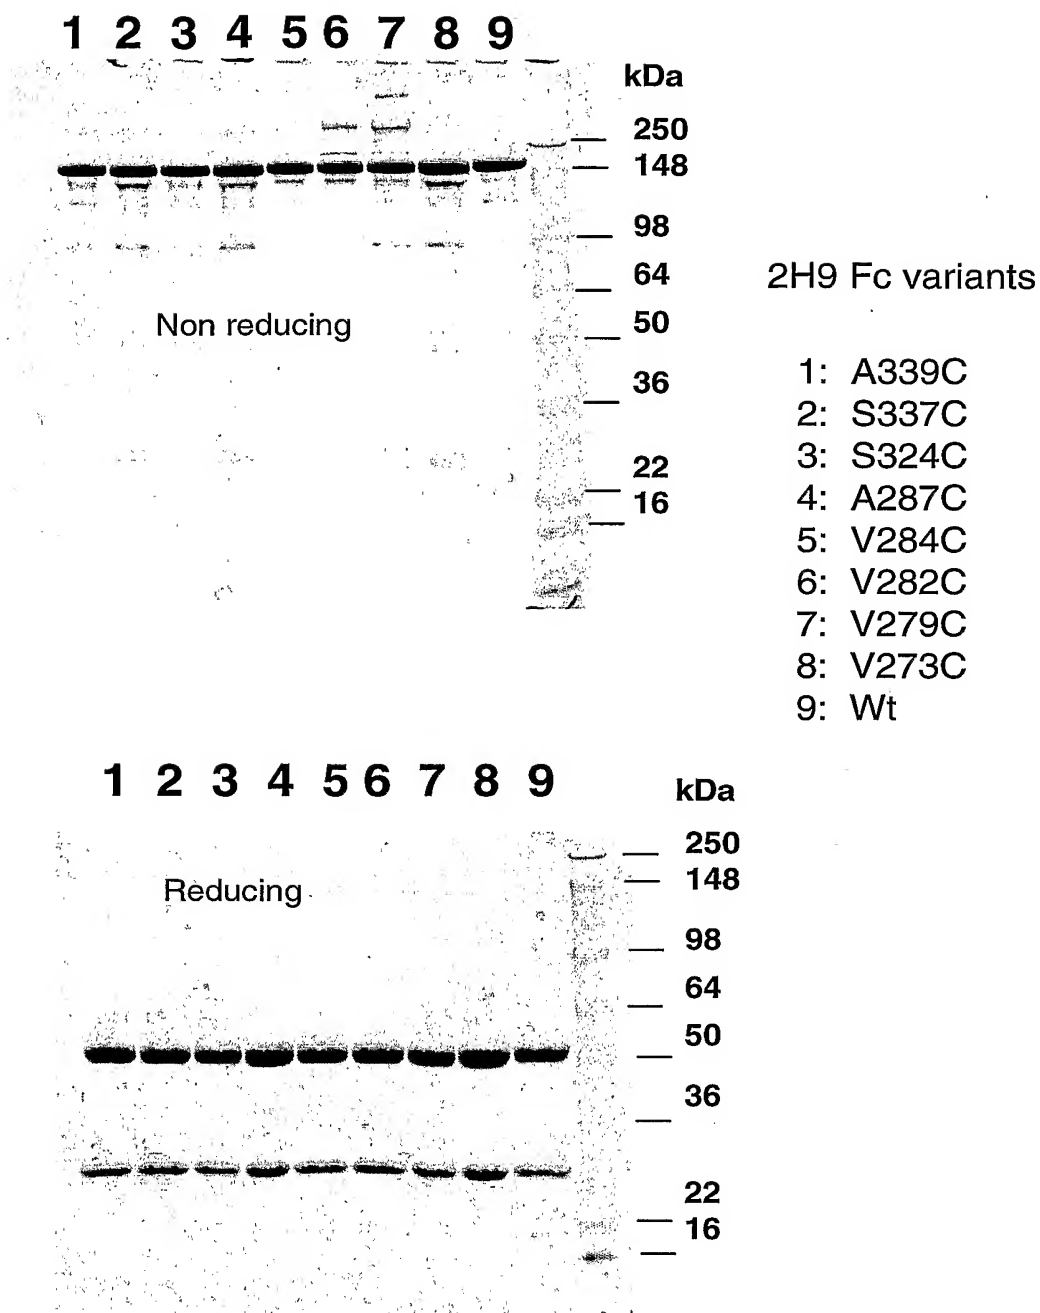 1 2 3 4 5 6 7 8 9
kDa
250
148
98
64
50
36
22
16
Non reducing
2H9 Fc variants
1: A339C
2: S337C
3: S324C
4: A287C
5: V284C
6: V282C
7: V279C
8: V273C
9: Wt
1 2 3 4 5 6 7 8 9
kDa
250
148
98
64
50
36
22
16
Reducing